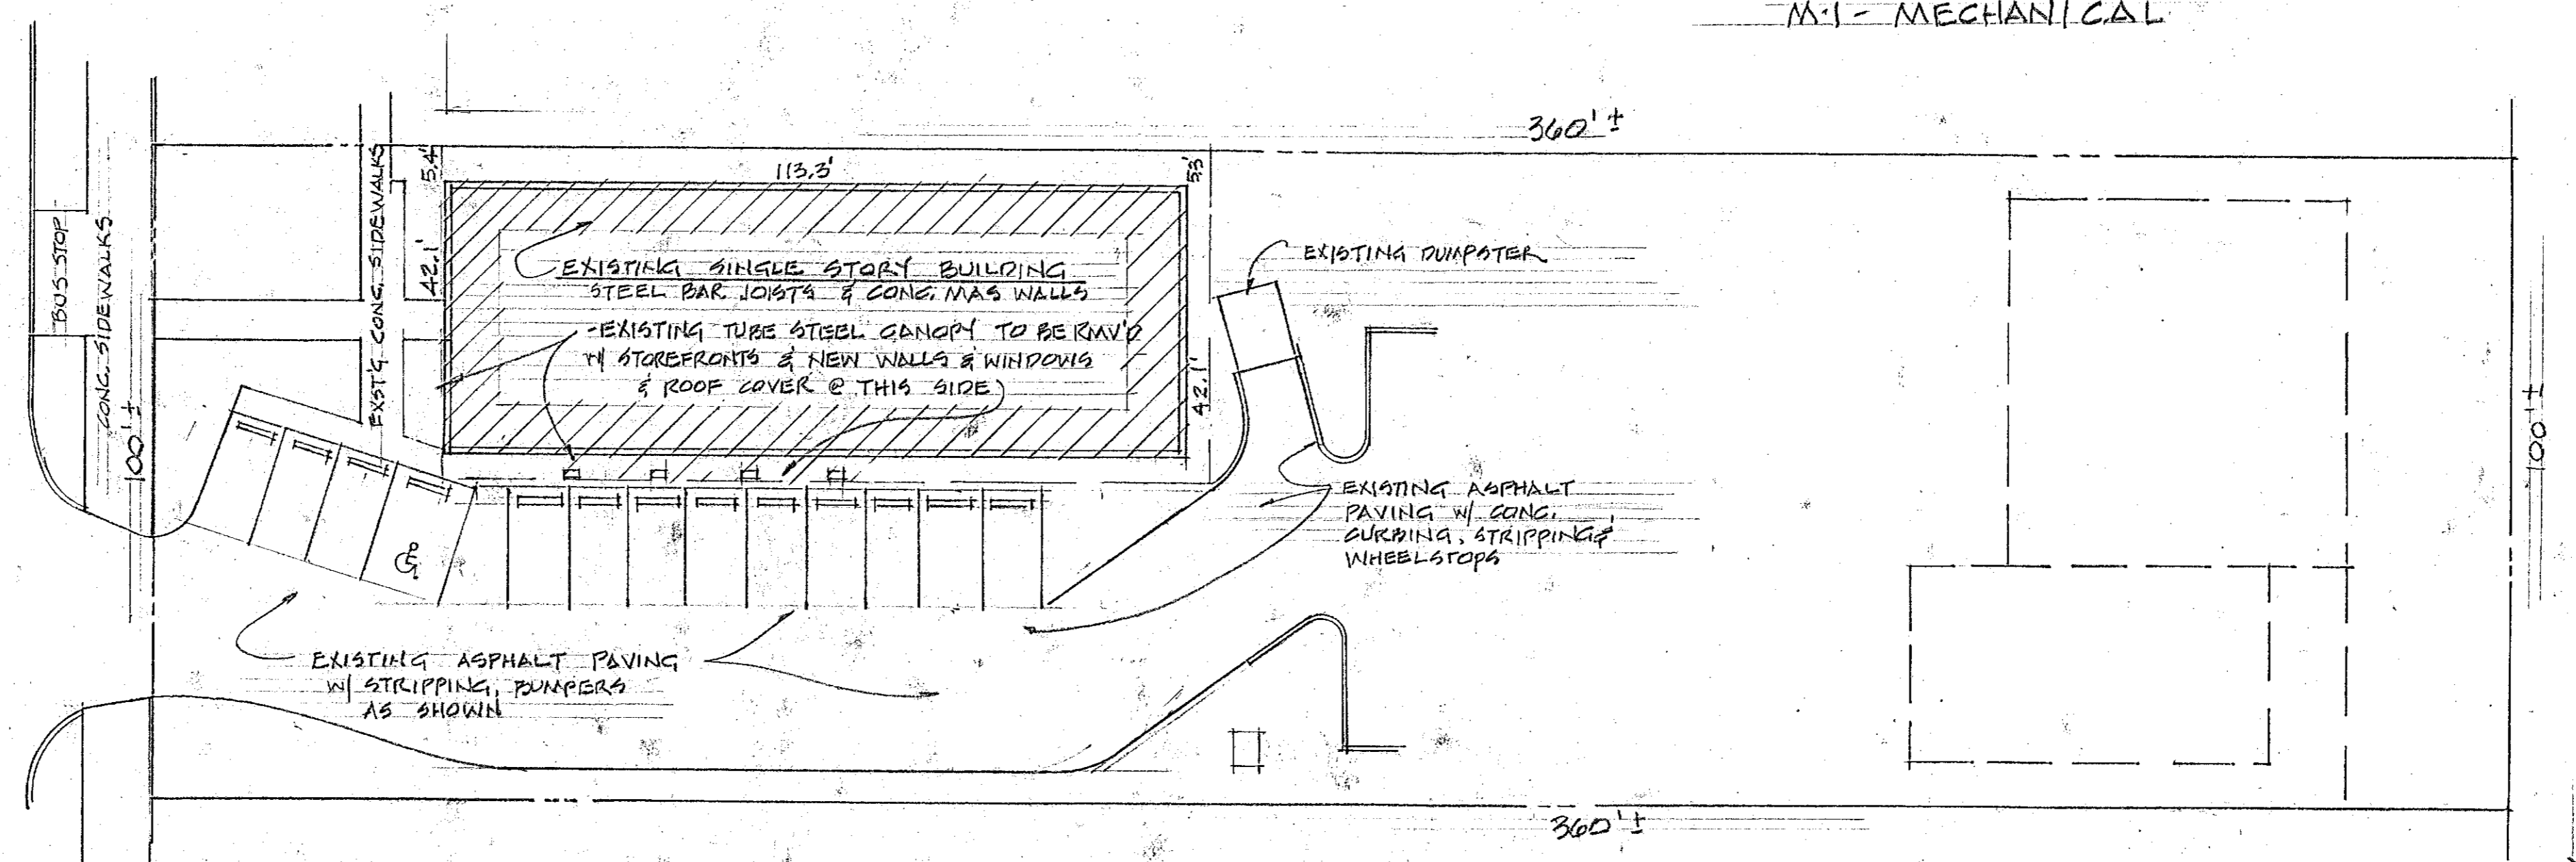 M-1 - MECHANICAL
360'±
113.3'
5.4'
5.3'
BUS STOP
CONC. SIDEWALKS
EXST'G. CONC. SIDEWALKS
42.1'
EXISTING SINGLE STORY BUILDING
STEEL BAR JOISTS & CONC. MAS WALLS
-EXISTING TUBE STEEL CANOPY TO BE RMV'D
W/ STOREFRONTS & NEW WALLS & WINDOWS
& ROOF COVER @ THIS SIDE
42.1'
EXISTING DUMPSTER
100'±
100'±
EXISTING ASPHALT
PAVING W/ CONC.
CURBING, STRIPPING &
WHEELSTOPS
EXISTING ASPHALT PAVING
W/ STRIPPING, BUMPERS
AS SHOWN
360'±